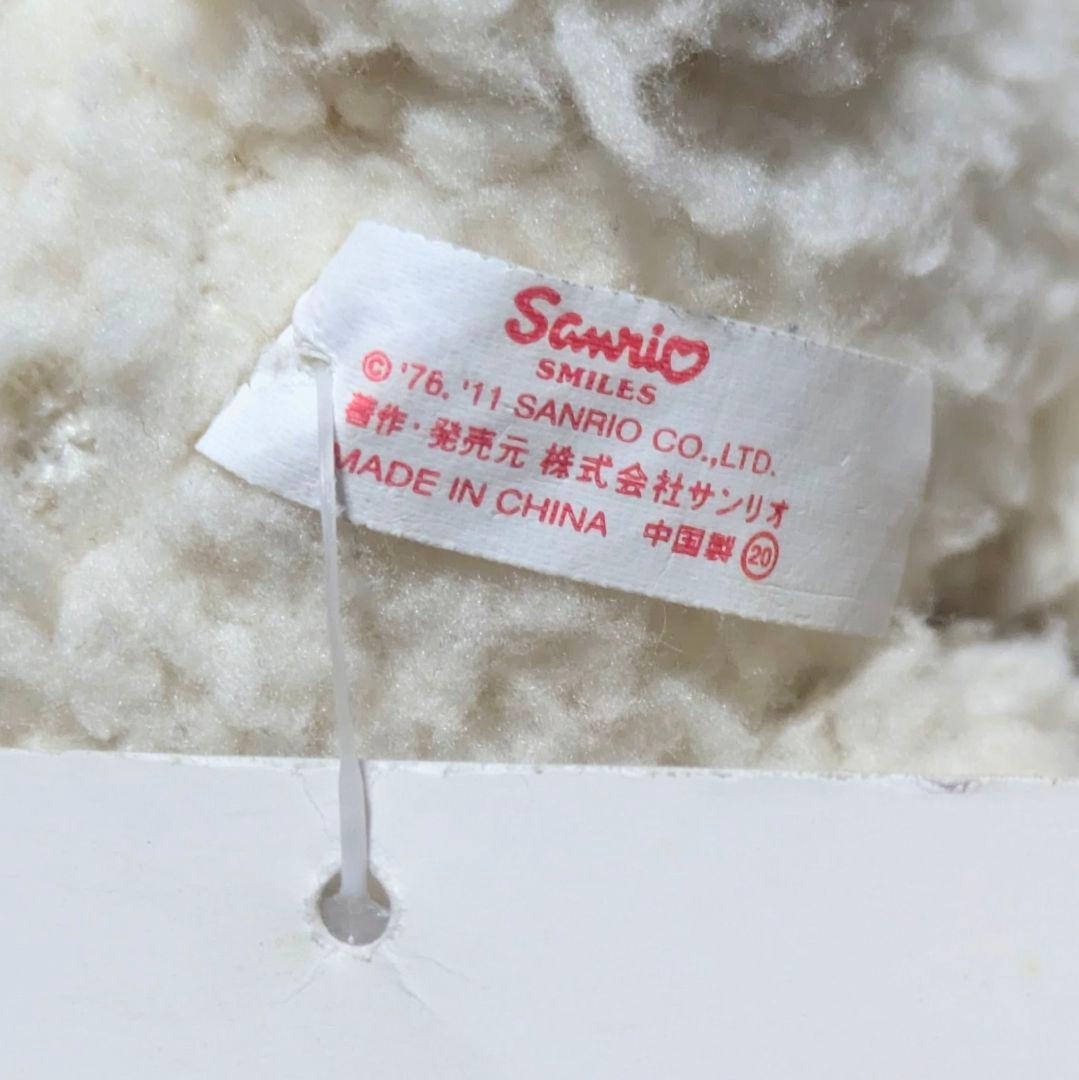 Sanrio
SMILES
© '76, '11 SANRIO CO.,LTD.
著作・発売元 株式会社サンリオ
MADE IN CHINA 中国製 ⑳